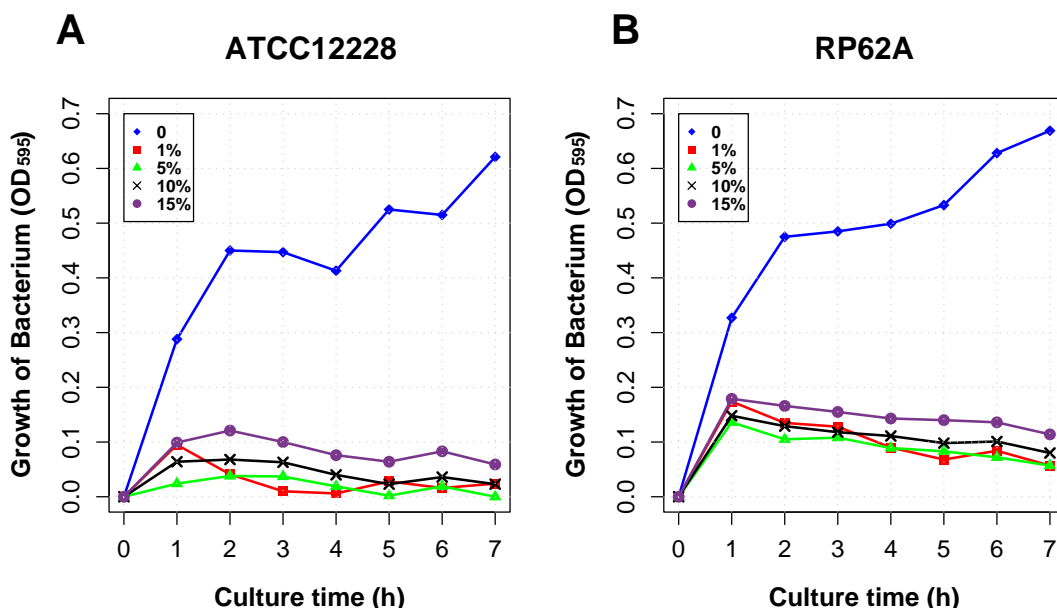 A
ATCC12228
Growth of Bacterium (OD595)
0.7
0.6
0.5
0.4
0.3
0.2
0.1
0.0
0
1%
5%
10%
15%
0 1 2 3 4 5 6 7
Culture time (h)
B
RP62A
Growth of Bacterium (OD595)
0.7
0.6
0.5
0.4
0.3
0.2
0.1
0.0
0
1%
5%
10%
15%
0 1 2 3 4 5 6 7
Culture time (h)